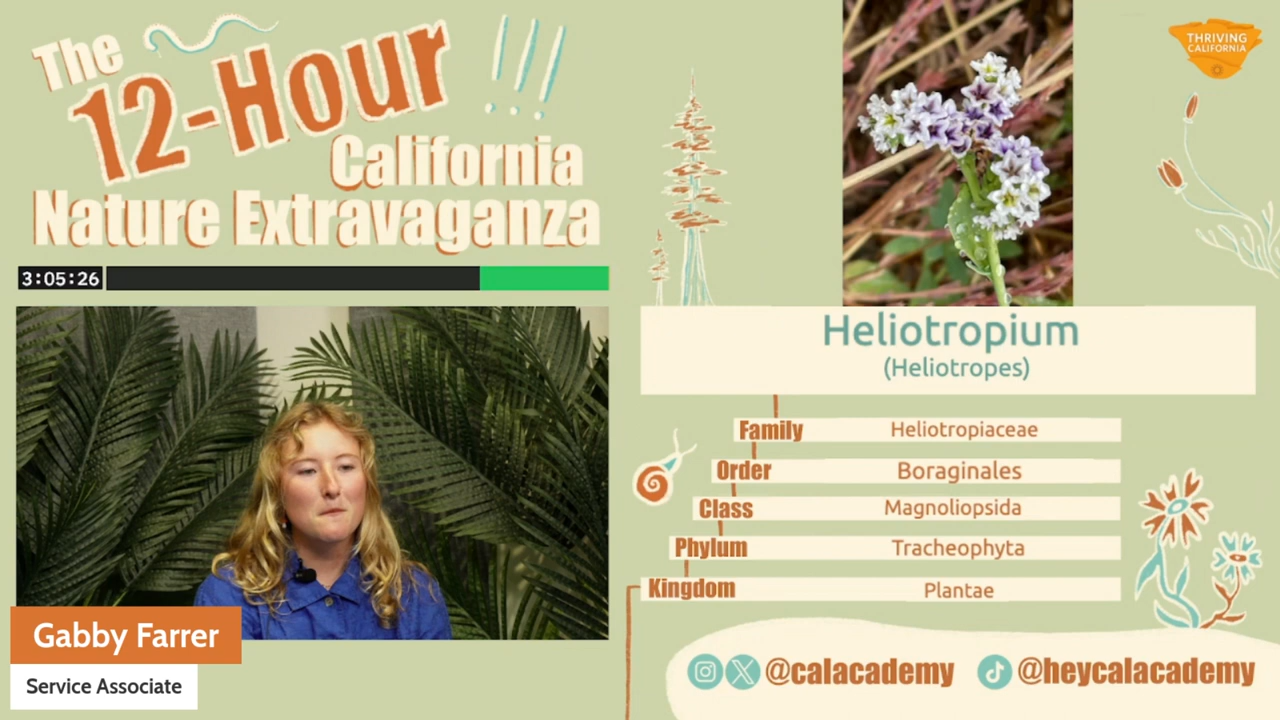 The
12-Hour
!!!
California
Nature Extravaganza
3:05:26
Gabby Farrer
Service Associate
THRIVING
CALIFORNIA
Heliotropium
(Heliotropes)
Family Heliotropiaceae
Order Boraginales
Class Magnoliopsida
Phylum Tracheophyta
Kingdom Plantae
@calacademy @heycalacademy